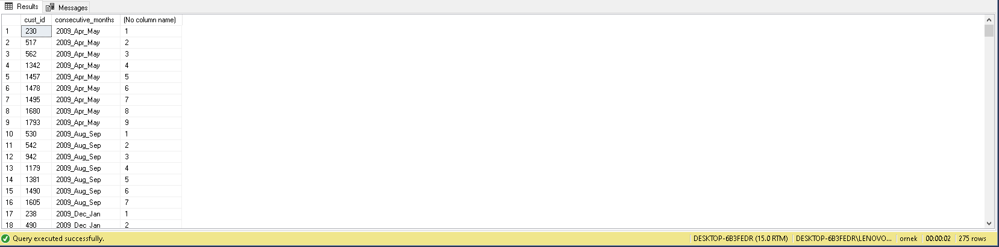 Results Messages
cust_id consecutive_months (No column name)
1 230 2009_Apr_May 1
2 517 2009_Apr_May 2
3 562 2009_Apr_May 3
4 1342 2009_Apr_May 4
5 1457 2009_Apr_May 5
6 1478 2009_Apr_May 6
7 1495 2009_Apr_May 7
8 1680 2009_Apr_May 8
9 1793 2009_Apr_May 9
10 530 2009_Aug_Sep 1
11 542 2009_Aug_Sep 2
12 942 2009_Aug_Sep 3
13 1179 2009_Aug_Sep 4
14 1381 2009_Aug_Sep 5
15 1490 2009_Aug_Sep 6
16 1605 2009_Aug_Sep 7
17 238 2009_Dec_Jan 1
18 490 2009_Dec_Jan 2
Query executed successfully. DESKTOP-6B3FEDR (15.0 RTM) DESKTOP-6B3FEDR\LENOVO... ornek 00:00:02 275 rows